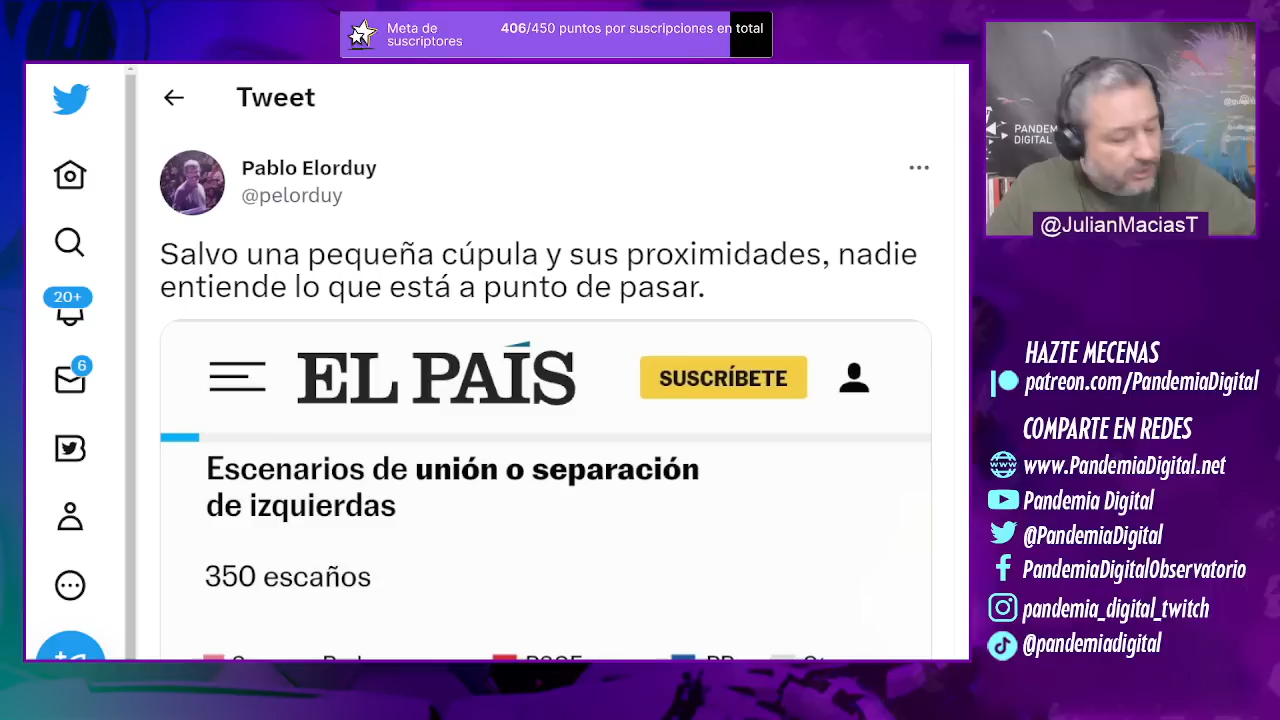 Meta de
suscriptores
406/450 puntos por suscripciones en total
Tweet
Pablo Elorduy
@pelorduy
Salvo una pequeña cúpula y sus proximidades, nadie
entiende lo que está a punto de pasar.
EL PAÍS
SUSCRÍBETE
Escenarios de unión o separación
de izquierdas
350 escaños
20+
6
PANDEM
DIGITAL
@JulianMaciasT
HAZTE MECENAS
patreon.com/PandemiaDigital
COMPARTE EN REDES
www.PandemiaDigital.net
Pandemia Digital
@PandemiaDigital
PandemiaDigitalObservatorio
pandemia_digital_twitch
@pandemiadigital